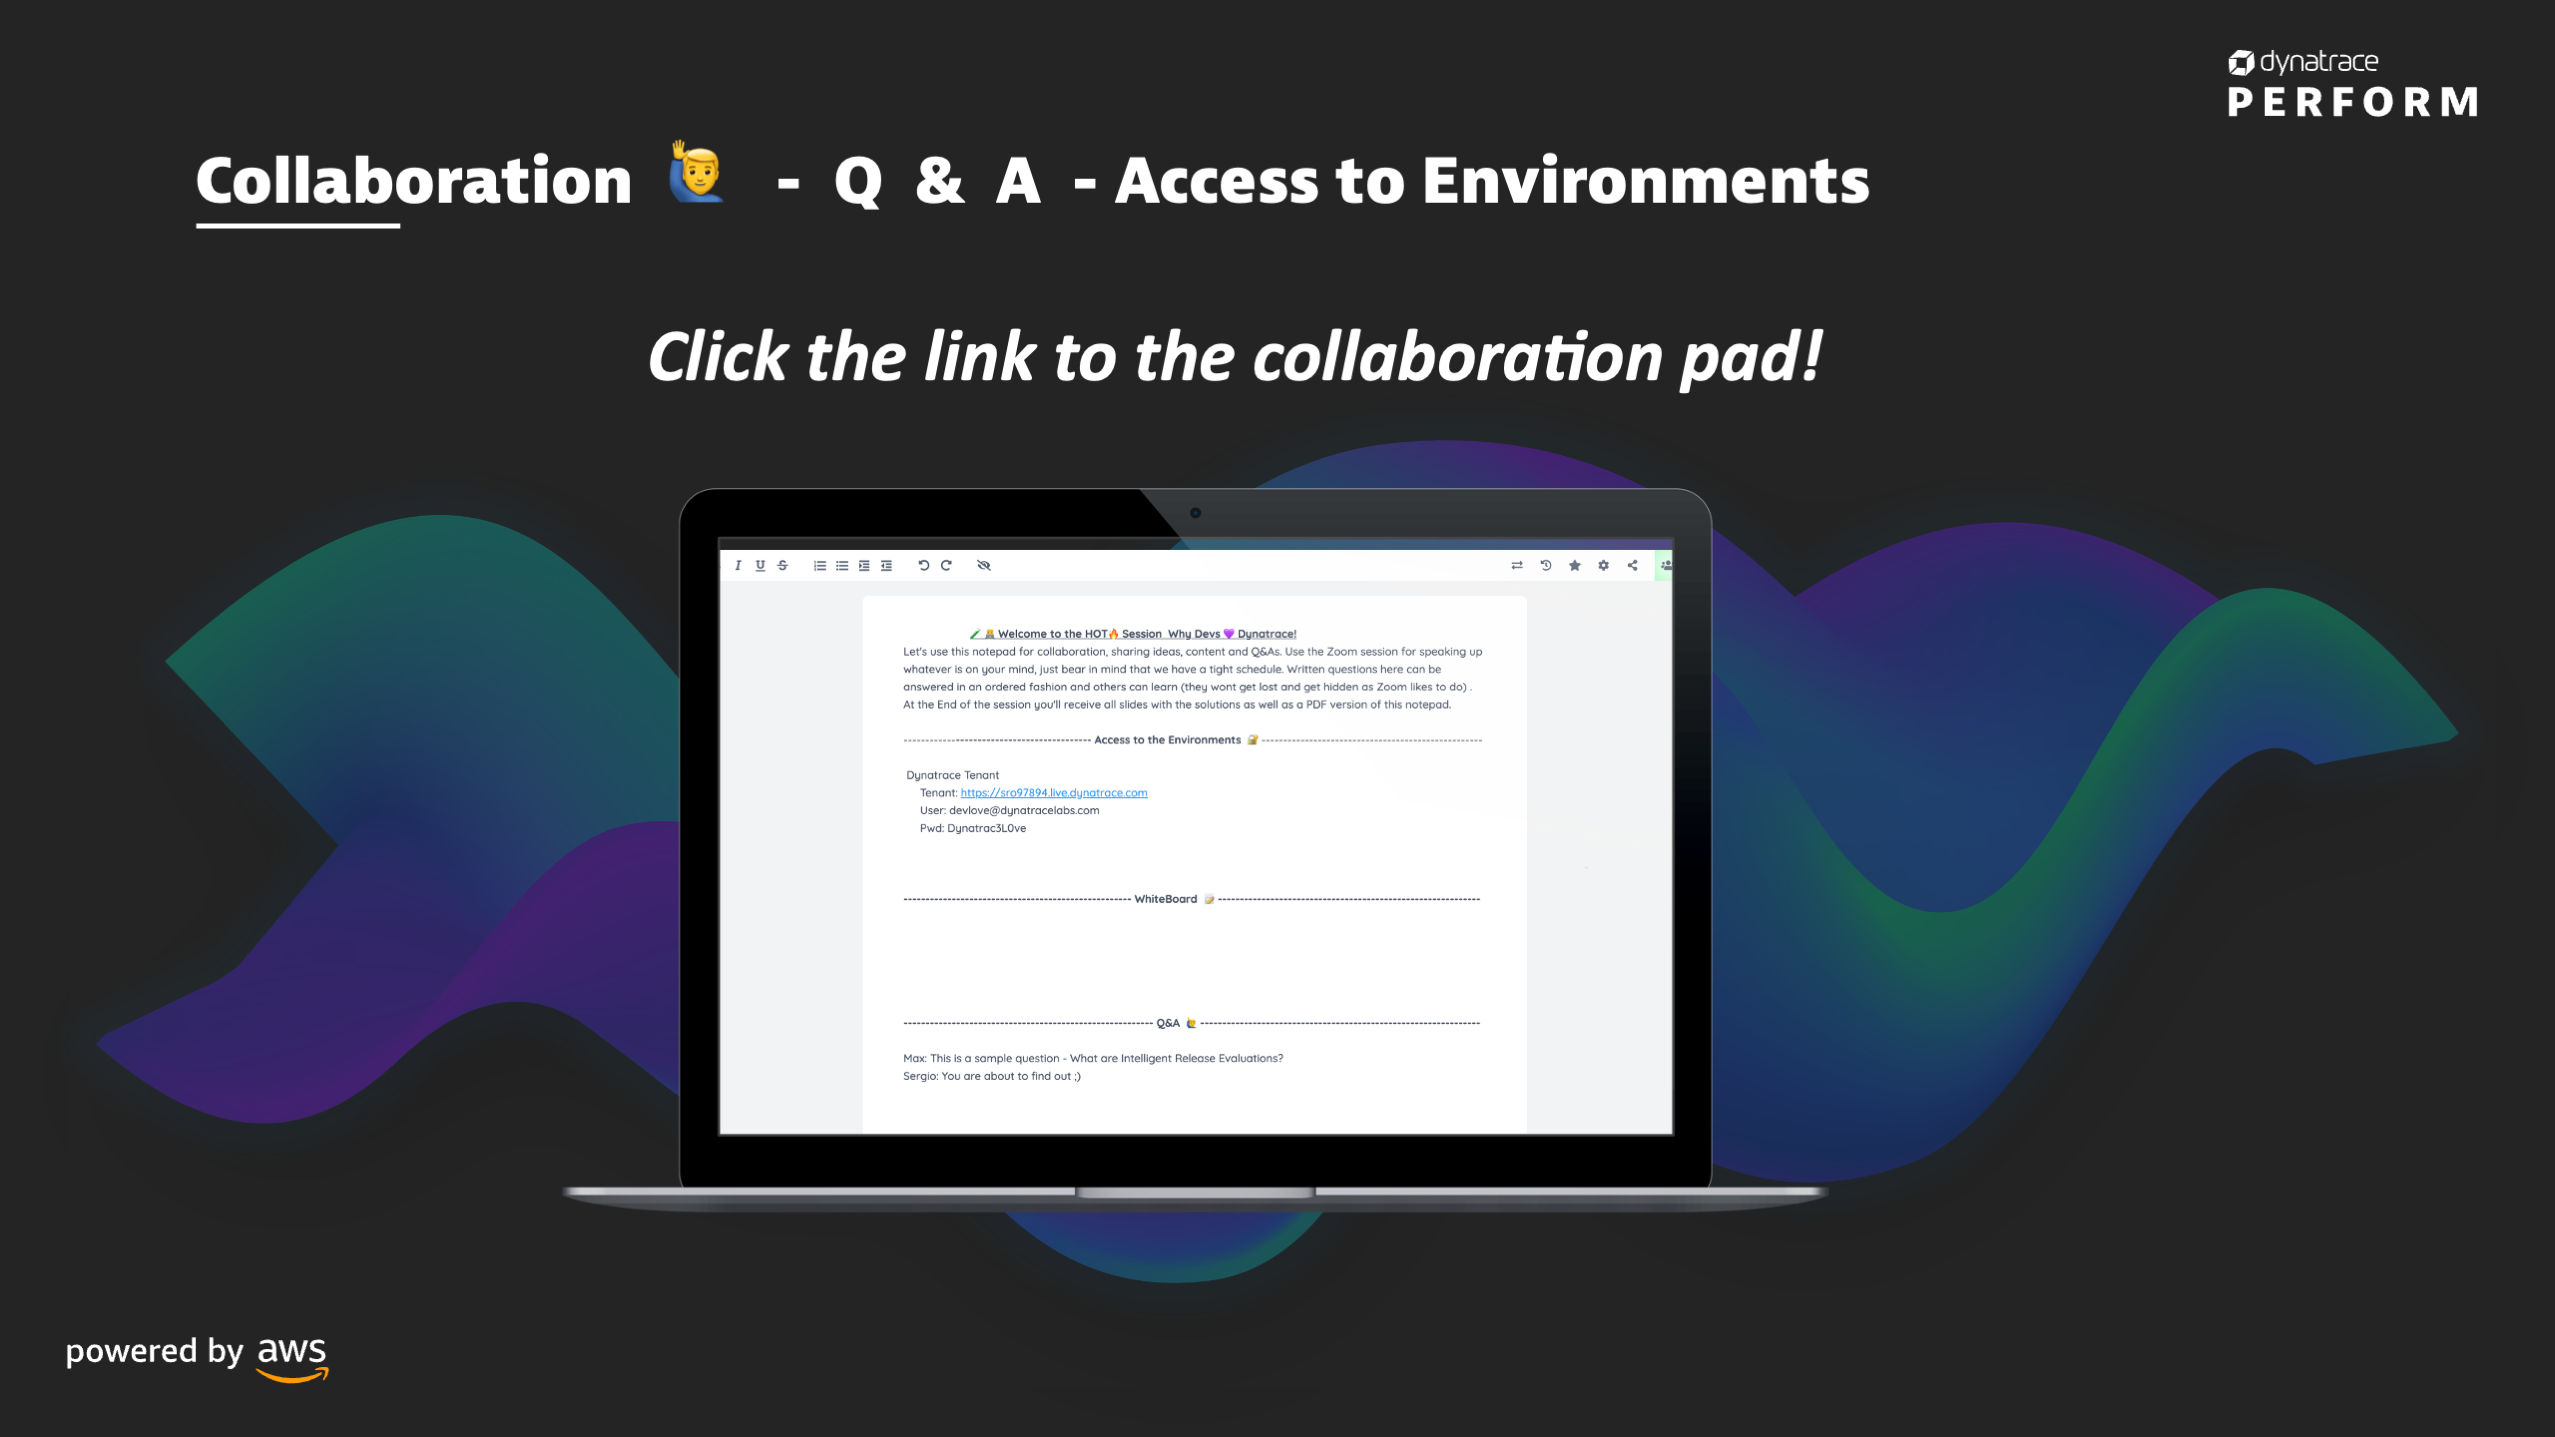 dynatrace
PERFORM
Collaboration 🙋‍♂️ - Q & A - Access to Environments
Click the link to the collaboration pad!
🧪 👩‍💻 Welcome to the HOT🔥 Session Why Devs 💜 Dynatrace!
Let's use this notepad for collaboration, sharing ideas, content and Q&As. Use the Zoom session for speaking up
whatever is on your mind, just bear in mind that we have a tight schedule. Written questions here can be
answered in an ordered fashion and others can learn (they wont get lost and get hidden as Zoom likes to do) .
At the End of the session you'll receive all slides with the solutions as well as a PDF version of this notepad.
------------------------------------------- Access to the Environments 🔐 --------------------------------------------------
Dynatrace Tenant
Tenant: https://sro97894.live.dynatrace.com
User: devlove@dynatracelabs.com
Pwd: Dynatrac3L0ve
---------------------------------------------------- WhiteBoard 📝 ------------------------------------------------------------
--------------------------------------------------------- Q&A 🙋 ----------------------------------------------------------------
Max: This is a sample question - What are Intelligent Release Evaluations?
Sergio: You are about to find out ;)
powered by aws